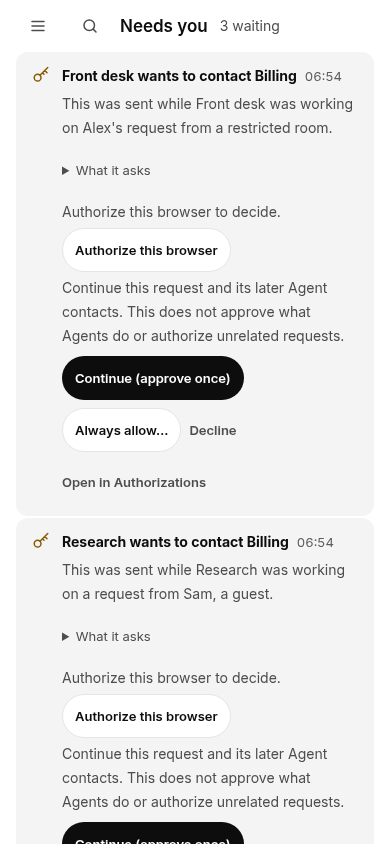 Needs you 3 waiting
Front desk wants to contact Billing 06:54
This was sent while Front desk was working
on Alex's request from a restricted room.
What it asks
Authorize this browser to decide.
Authorize this browser
Continue this request and its later Agent
contacts. This does not approve what
Agents do or authorize unrelated requests.
Continue (approve once)
Always allow... Decline
Open in Authorizations
Research wants to contact Billing 06:54
This was sent while Research was working
on a request from Sam, a guest.
What it asks
Authorize this browser to decide.
Authorize this browser
Continue this request and its later Agent
contacts. This does not approve what
Agents do or authorize unrelated requests.
Continue (approve once)